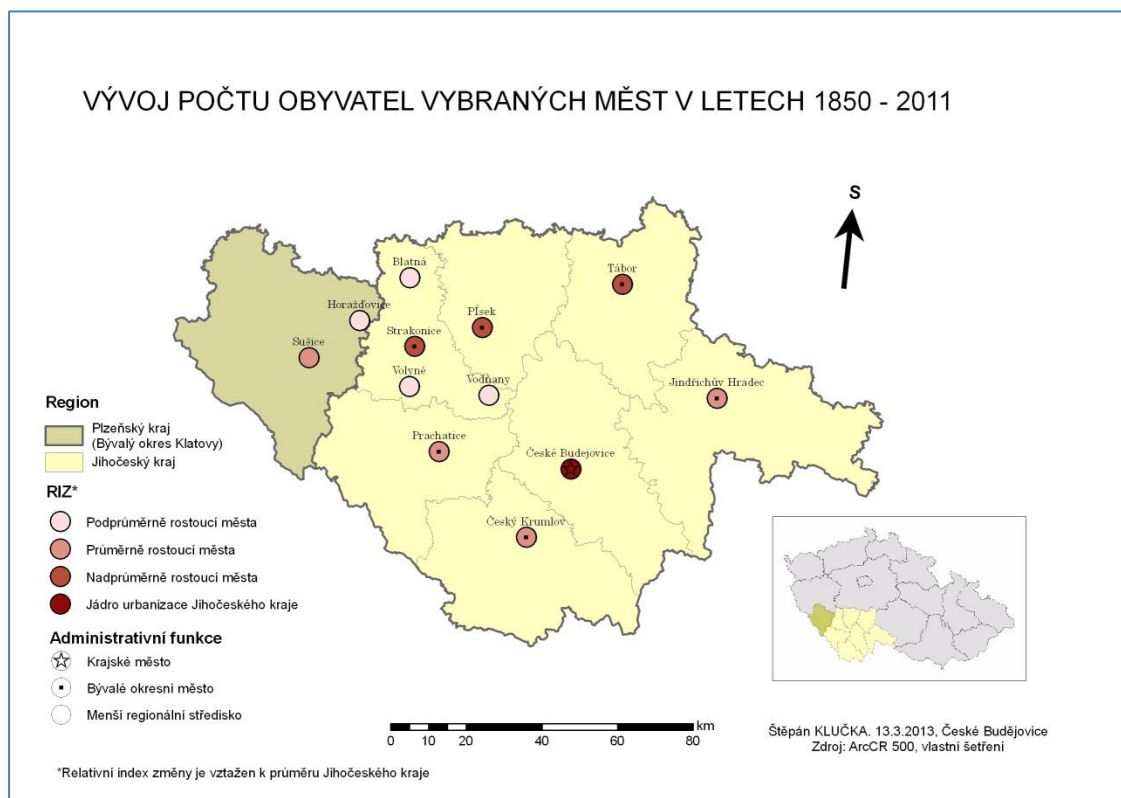 VÝVOJ POČTU OBYVATEL VYBRANÝCH MĚST V LETECH 1850 - 2011
S
Blatná
Tábor
Horažďovice
Písek
Strakonice
Sušice
Volyně
Vodňany
Jindřichův Hradec
Prachatice
České Budejovice
Český Krumlov
Region
Plzeňský kraj
(Bývalý okres Klatovy)
Jihočeský kraj
RIZ*
Podprůměrně rostoucí města
Průměrně rostoucí města
Nadprůměrně rostoucí města
Jádro urbanizace Jihočeského kraje
Administrativní funkce
Krajské město
Bývalé okresní město
Menší regionální středisko
km
0 10 20 40 60 80
Štěpán KLUČKA. 13.3.2013, České Budějovice
Zdroj: ArcCR 500, vlastní šetření
*Relativní index změny je vztažen k průměru Jihočeského kraje